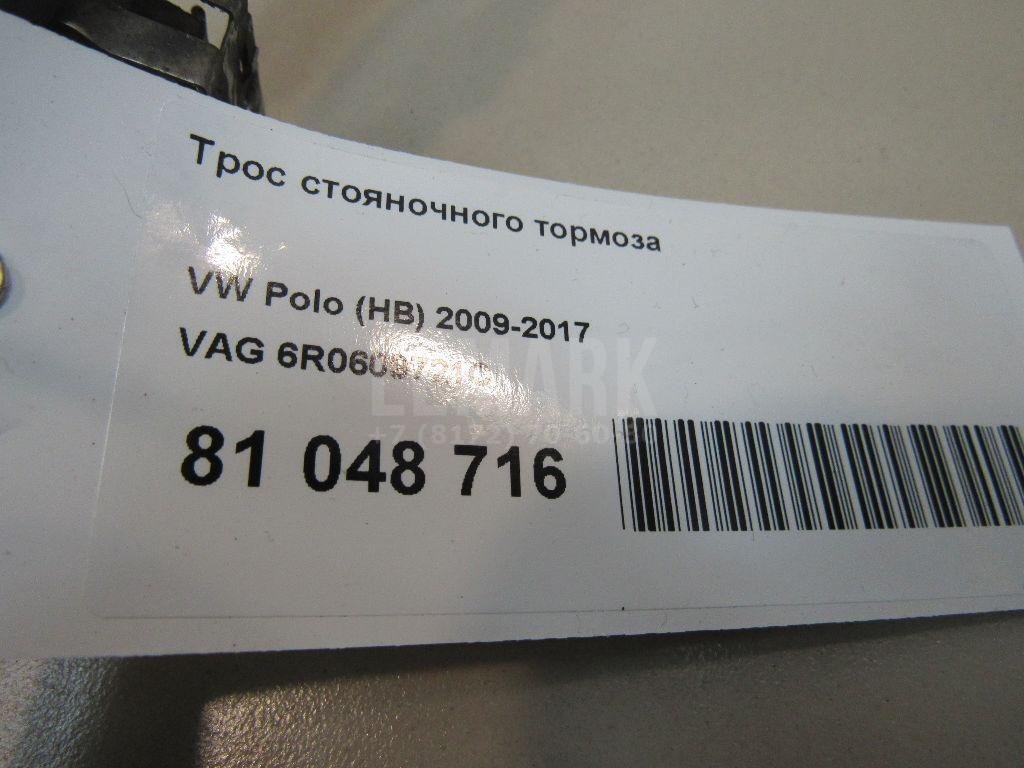 Трос стояночного тормоза
VW Polo (HB) 2009-2017
VAG
81 048 716